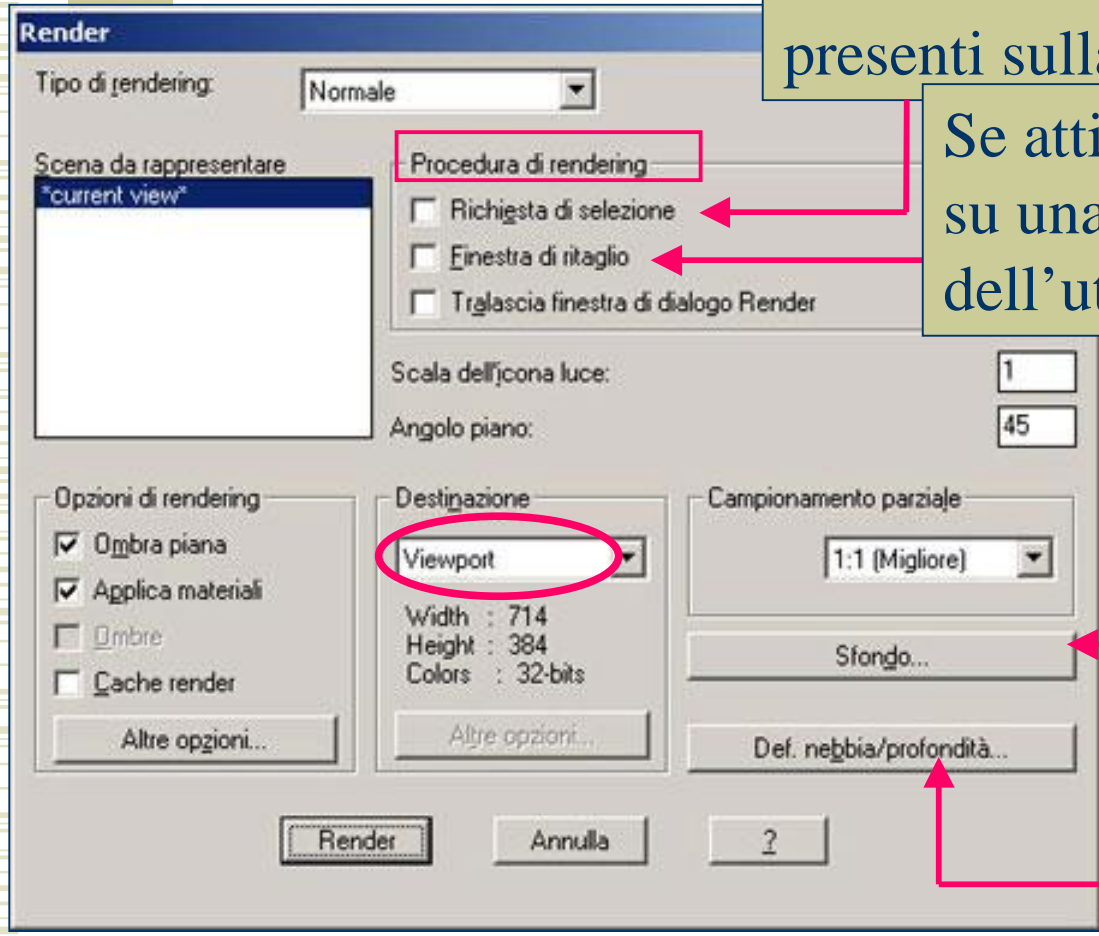 Render
presenti sulla
Se atti
su una
dell'ut
Tipo di rendering: Normale
Scena da rappresentare
*current view*
Procedura di rendering
Richiesta di selezione
Finestra di ritaglio
Tralascia finestra di dialogo Render
Scala dell'icona luce: 1
Angolo piano: 45
Opzioni di rendering
Ombra piana
Applica materiali
Ombre
Cache render
Altre opzioni...
Destinazione
Viewport
Width : 714
Height : 384
Colors : 32-bits
Altre opzioni...
Campionamento parziale
1:1 (Migliore)
Sfondo...
Def. nebbia/profondità...
Render Annulla ?